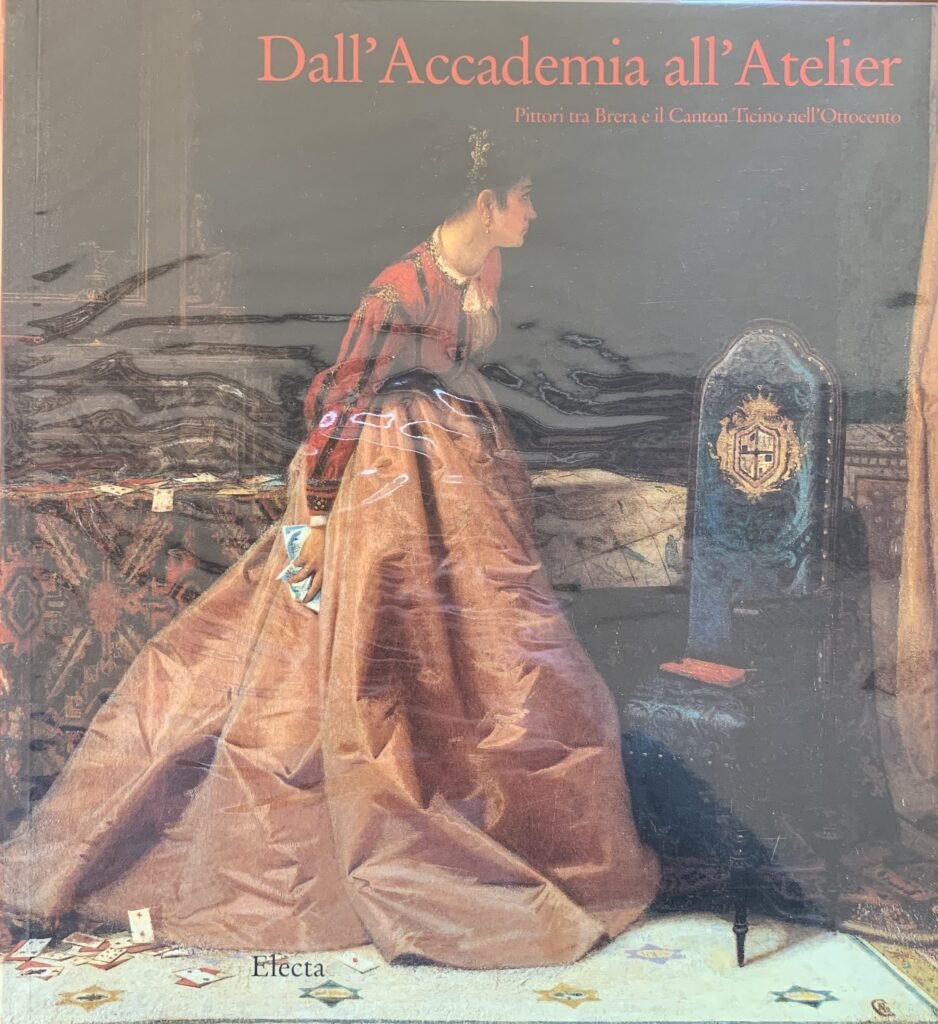 Dall'Accademia all'Atelier
Pittori tra Brera e il Canton Ticino nell'Ottocento
Electa